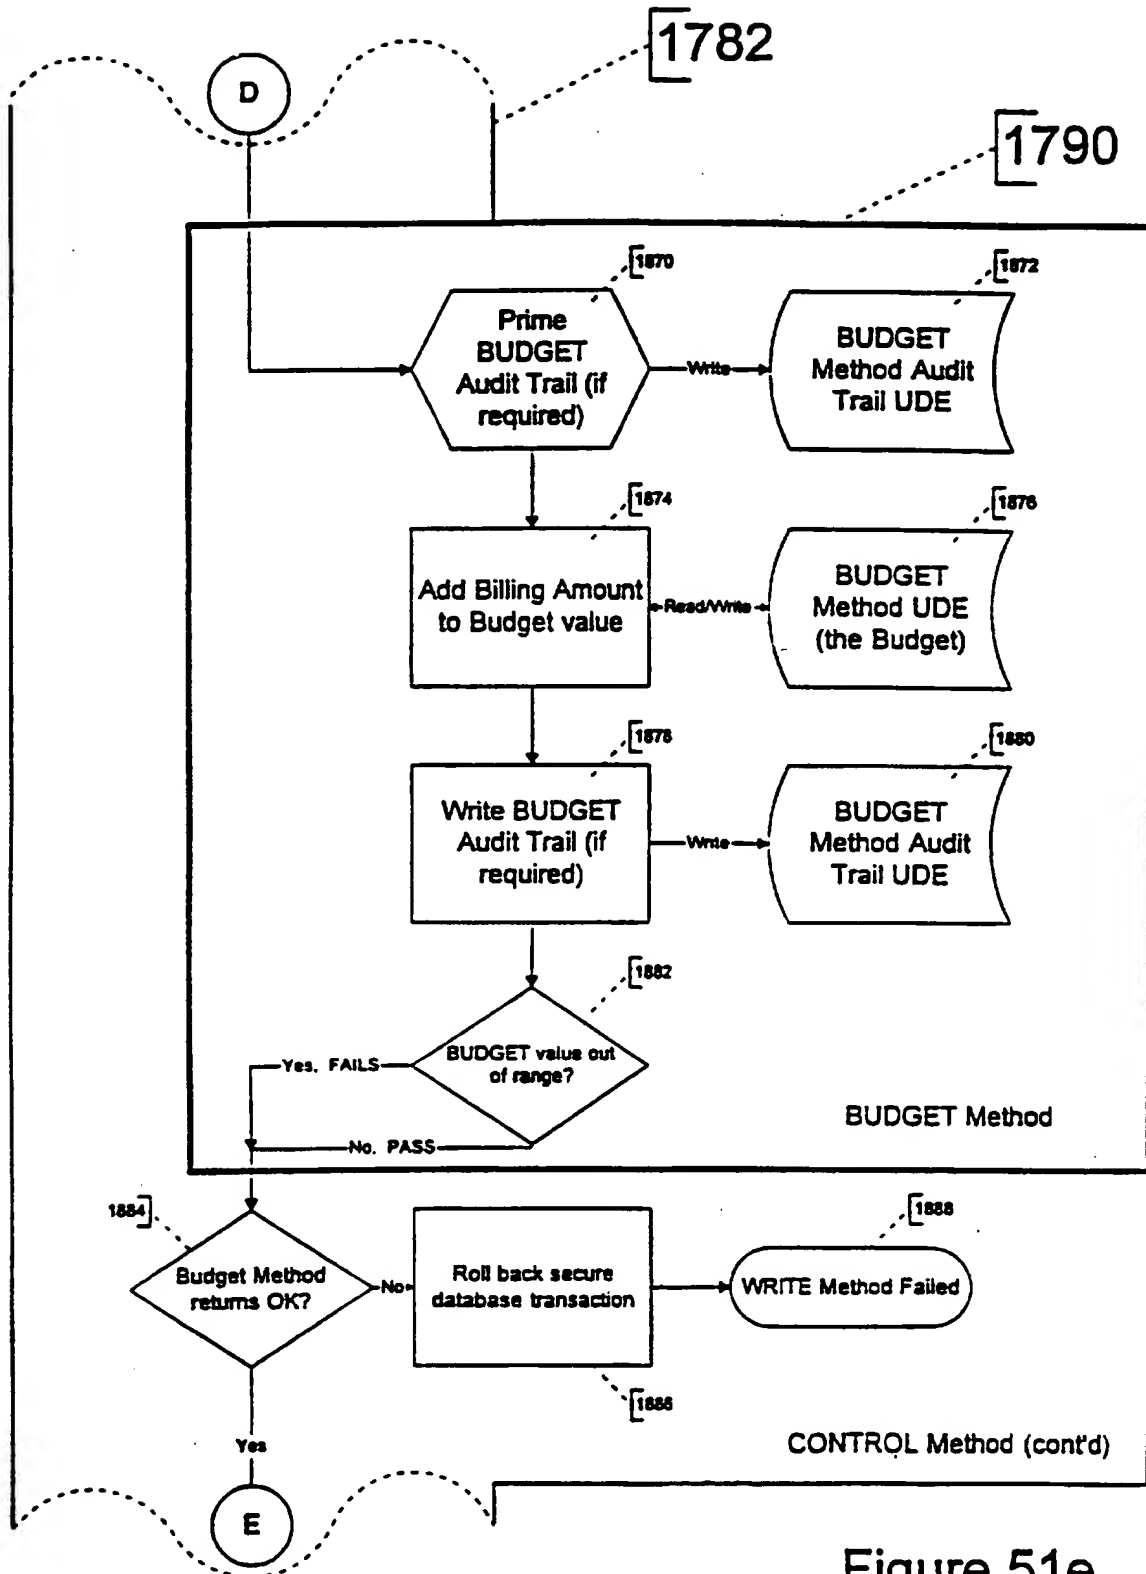 1782
D
1790
1870
1872
Prime
BUDGET
Audit Trail (if
required)
Write
BUDGET
Method Audit
Trail UDE
1874
1876
Add Billing Amount
to Budget value
Read/Write
BUDGET
Method UDE
(the Budget)
1878
1880
Write BUDGET
Audit Trail (if
required)
Write
BUDGET
Method Audit
Trail UDE
1882
BUDGET value out
of range?
Yes, FAILS
No, PASS
BUDGET Method
1884
1888
Budget Method
returns OK?
No
Roll back secure
database transaction
WRITE Method Failed
1886
Yes
CONTROL Method (cont'd)
E
Figure 51e